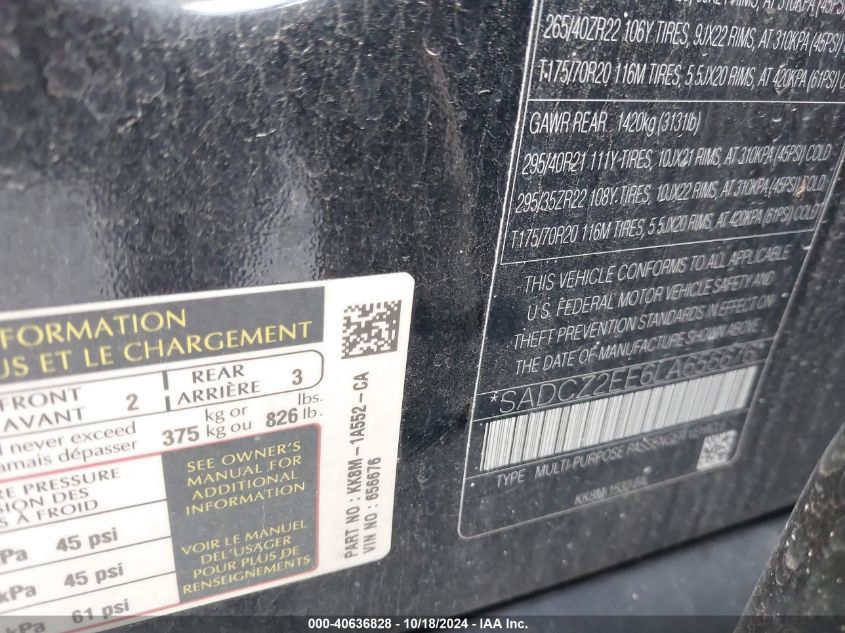 265/40ZR22 106Y TIRES, 9JX22 RIMS, AT 310KPA (45PSI)
T175/70R20 116M TIRES, 5.5JX20 RIMS, AT 420KPA (61PSI)
GAWR REAR 1420kg (3131lb)
295/40R21 111Y-TIRES, 10JX21 RIMS, AT 310KPA (45PSI) COLD
295/35ZR22 108Y-TIRES, 10JX22 RIMS, AT 310KPA (45PSI) COLD
T175/70R20 116M TIRES, 5.5JX20 RIMS, AT 420KPA (61PSI) COLD
THIS VEHICLE CONFORMS TO ALL APPLICABLE
U.S. FEDERAL MOTOR VEHICLE SAFETY AND
THEFT PREVENTION STANDARDS IN EFFECT ON
THE DATE OF MANUFACTURE SHOWN ABOVE.
*SADCZ2EE6LA656676*
TYPE MULTI-PURPOSE PASSENGER
FORMATION
US ET LE CHARGEMENT
FRONT
AVANT 2
REAR
ARRIÈRE 3
never exceed
jamais dépasser
375 kg or
kg ou 826 lbs.
lb.
RE PRESSURE
SION DES
À FROID
kPa 45 psi
kPa 45 psi
kPa 61 psi
SEE OWNER'S
MANUAL FOR
ADDITIONAL
INFORMATION
VOIR LE MANUEL
DE L'USAGER
POUR PLUS DE
RENSEIGNEMENTS
PART NO : KK8M-1A552-CA
VIN NO : 656676
000-40636828 - 10/18/2024 - IAA Inc.